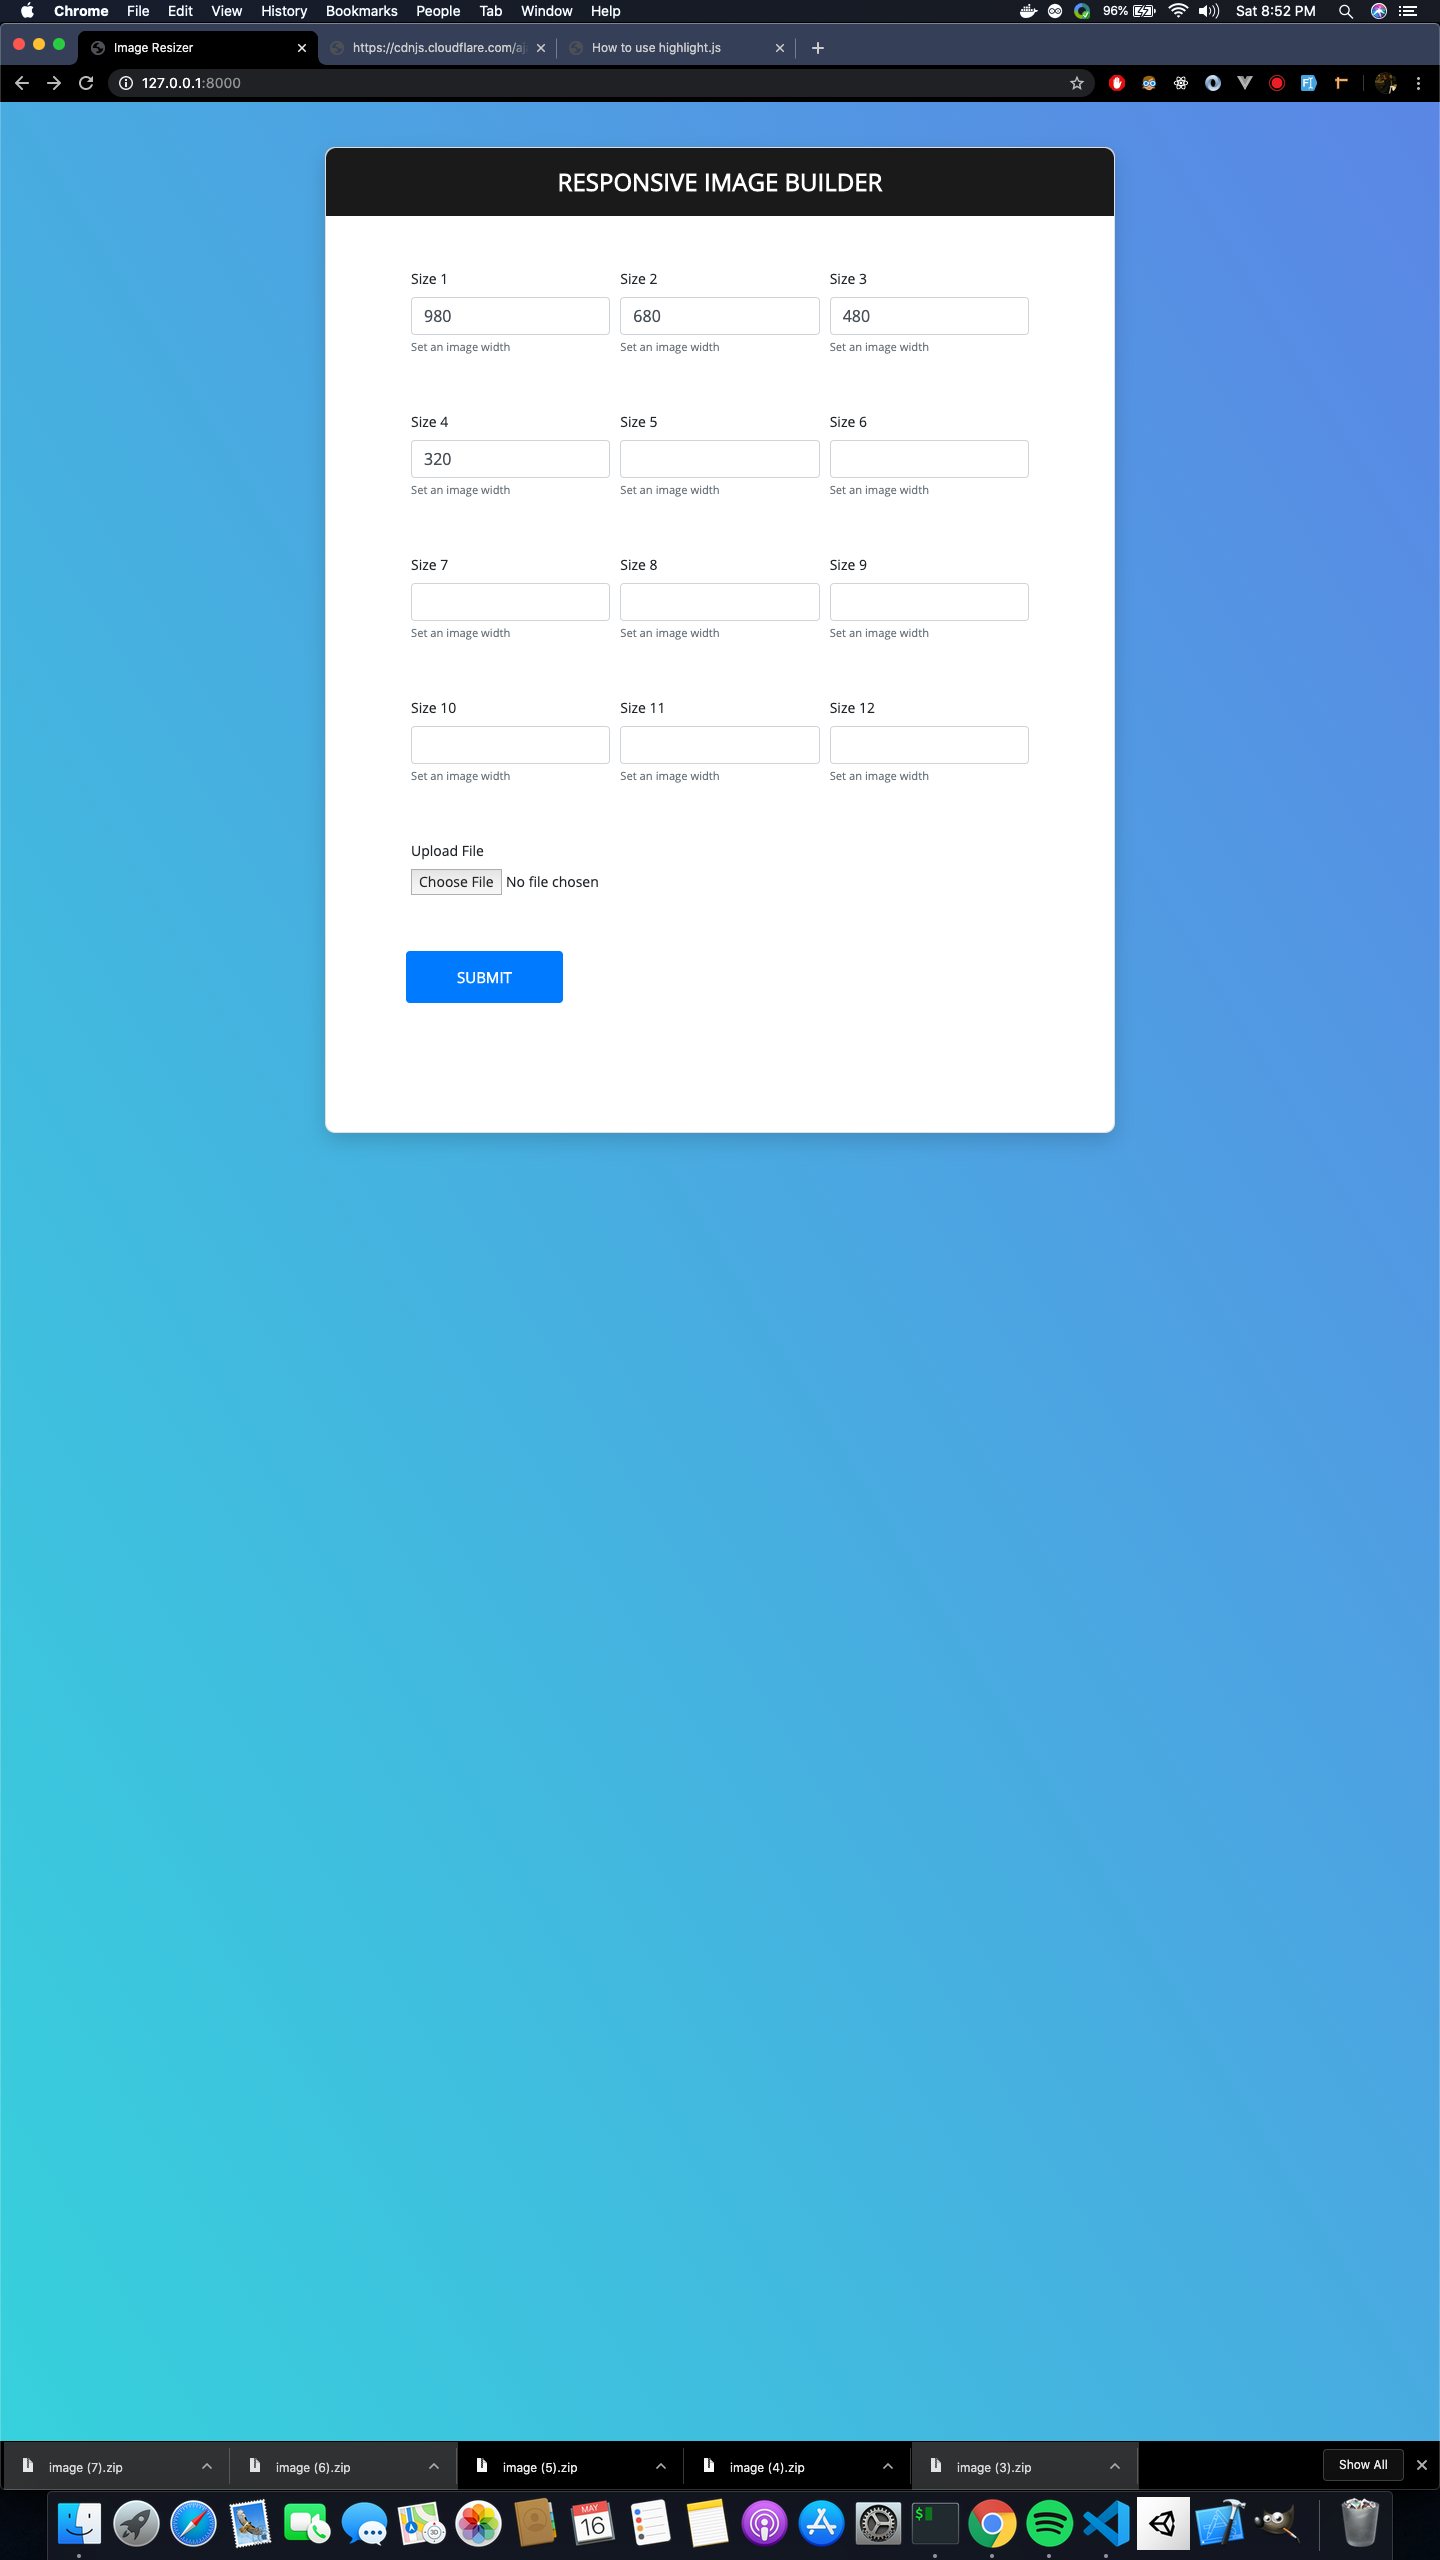 Chrome File Edit View History Bookmarks People Tab Window Help 96% Sat 8:52 PM
Image Resizer https://cdnjs.cloudflare.com/aj How to use highlight.js
127.0.0.1:8000
RESPONSIVE IMAGE BUILDER
Size 1 Size 2 Size 3
980 680 480
Set an image width Set an image width Set an image width
Size 4 Size 5 Size 6
320
Set an image width Set an image width Set an image width
Size 7 Size 8 Size 9
Set an image width Set an image width Set an image width
Size 10 Size 11 Size 12
Set an image width Set an image width Set an image width
Upload File
Choose File No file chosen
SUBMIT
image (7).zip image (6).zip image (5).zip image (4).zip image (3).zip Show All
MAY
16
3D
$